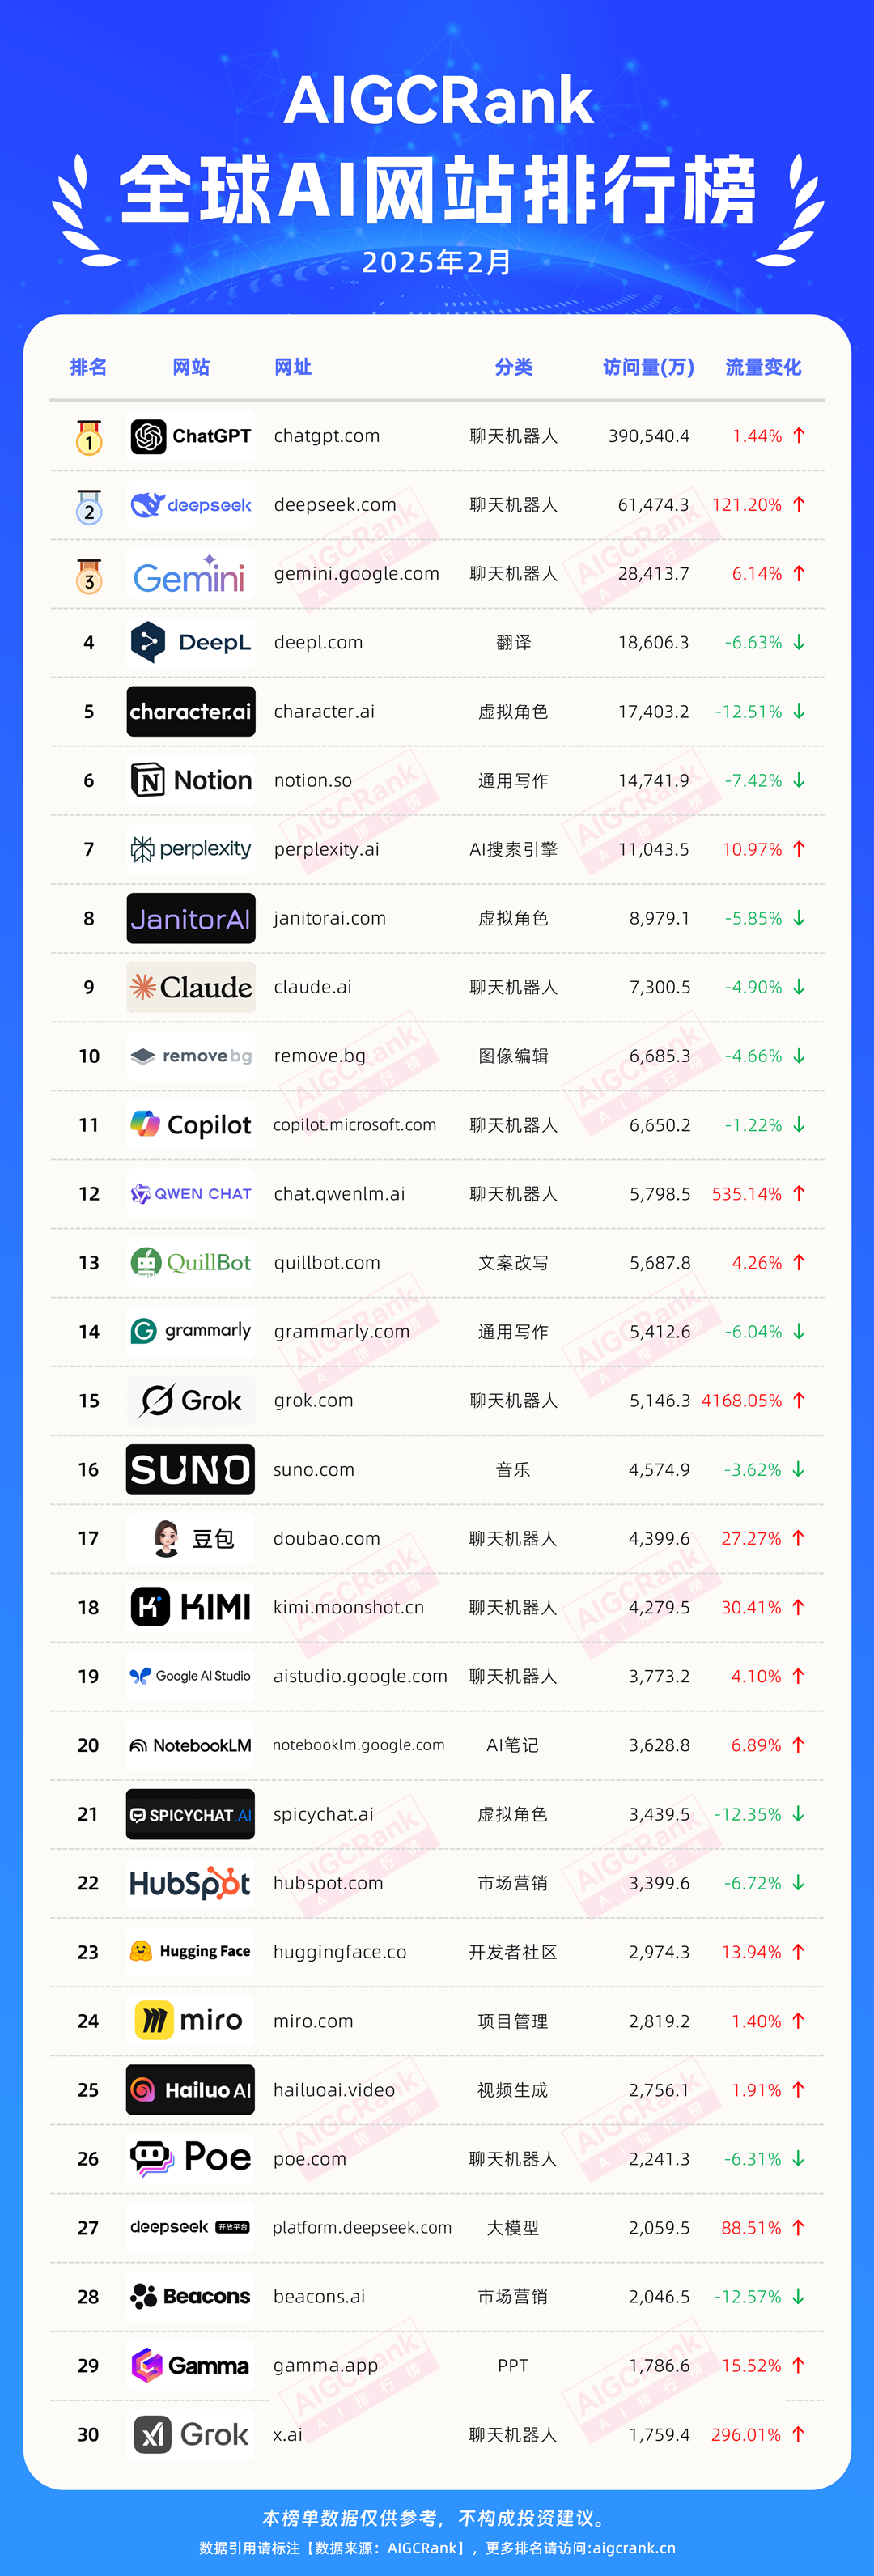 AIGCRank
全球AI网站排行榜
2025年2月
排名 网站 网址 分类 访问量(万) 流量变化
1 ChatGPT chatgpt.com 聊天机器人 390,540.4 1.44% ↑
2 deepseek deepseek.com 聊天机器人 61,474.3 121.20% ↑
3 Gemini gemini.google.com 聊天机器人 28,413.7 6.14% ↑
4 DeepL deepl.com 翻译 18,606.3 -6.63% ↓
5 character.ai character.ai 虚拟角色 17,403.2 -12.51% ↓
6 Notion notion.so 通用写作 14,741.9 -7.42% ↓
7 perplexity perplexity.ai AI搜索引擎 11,043.5 10.97% ↑
8 JanitorAI janitorai.com 虚拟角色 8,979.1 -5.85% ↓
9 Claude claude.ai 聊天机器人 7,300.5 -4.90% ↓
10 removebg remove.bg 图像编辑 6,685.3 -4.66% ↓
11 Copilot copilot.microsoft.com 聊天机器人 6,650.2 -1.22% ↓
12 QWEN CHAT chat.qwenlm.ai 聊天机器人 5,798.5 535.14% ↑
13 QuillBot quillbot.com 文案改写 5,687.8 4.26% ↑
14 grammarly grammarly.com 通用写作 5,412.6 -6.04% ↓
15 Grok grok.com 聊天机器人 5,146.3 4168.05% ↑
16 SUNO suno.com 音乐 4,574.9 -3.62% ↓
17 豆包 doubao.com 聊天机器人 4,399.6 27.27% ↑
18 KIMI kimi.moonshot.cn 聊天机器人 4,279.5 30.41% ↑
19 Google AI Studio aistudio.google.com 聊天机器人 3,773.2 4.10% ↑
20 NotebookLM notebooklm.google.com AI笔记 3,628.8 6.89% ↑
21 SPICYCHAT.AI spicychat.ai 虚拟角色 3,439.5 -12.35% ↓
22 HubSpot hubspot.com 市场营销 3,399.6 -6.72% ↓
23 Hugging Face huggingface.co 开发者社区 2,974.3 13.94% ↑
24 miro miro.com 项目管理 2,819.2 1.40% ↑
25 Hailuo AI hailuoai.video 视频生成 2,756.1 1.91% ↑
26 Poe poe.com 聊天机器人 2,241.3 -6.31% ↓
27 deepseek 开放平台 platform.deepseek.com 大模型 2,059.5 88.51% ↑
28 Beacons beacons.ai 市场营销 2,046.5 -12.57% ↓
29 Gamma gamma.app PPT 1,786.6 15.52% ↑
30 Grok x.ai 聊天机器人 1,759.4 296.01% ↑
本榜单数据仅供参考，不构成投资建议。
数据引用请标注【数据来源：AIGCRank】，更多排名请访问:aigcrank.cn